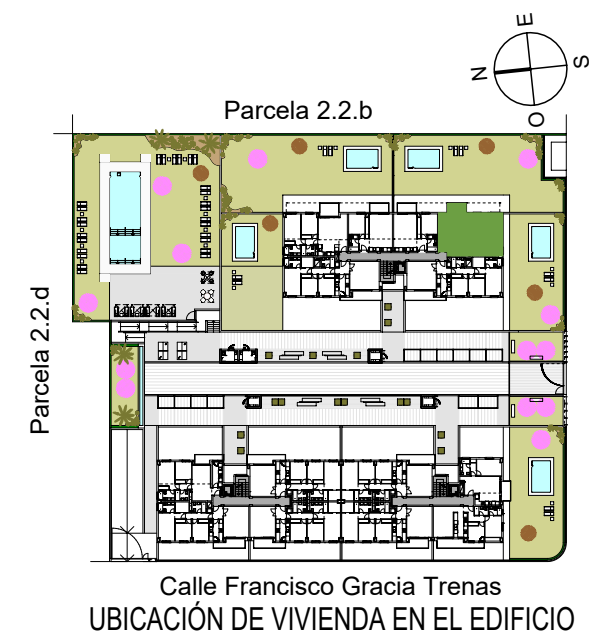 E
N
S
O
Parcela 2.2.b
Parcela 2.2.d
Calle Francisco Gracia Trenas
UBICACIÓN DE VIVIENDA EN EL EDIFICIO